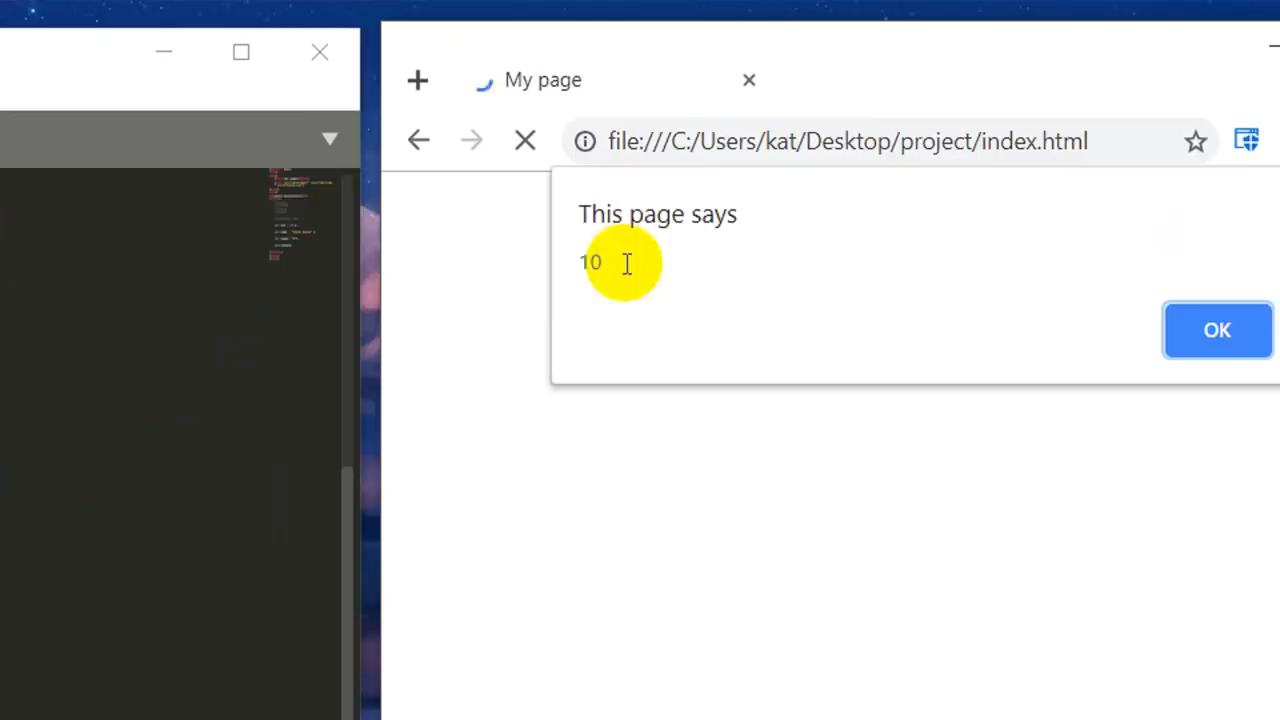 My page
file:///C:/Users/kat/Desktop/project/index.html
This page says
10
OK